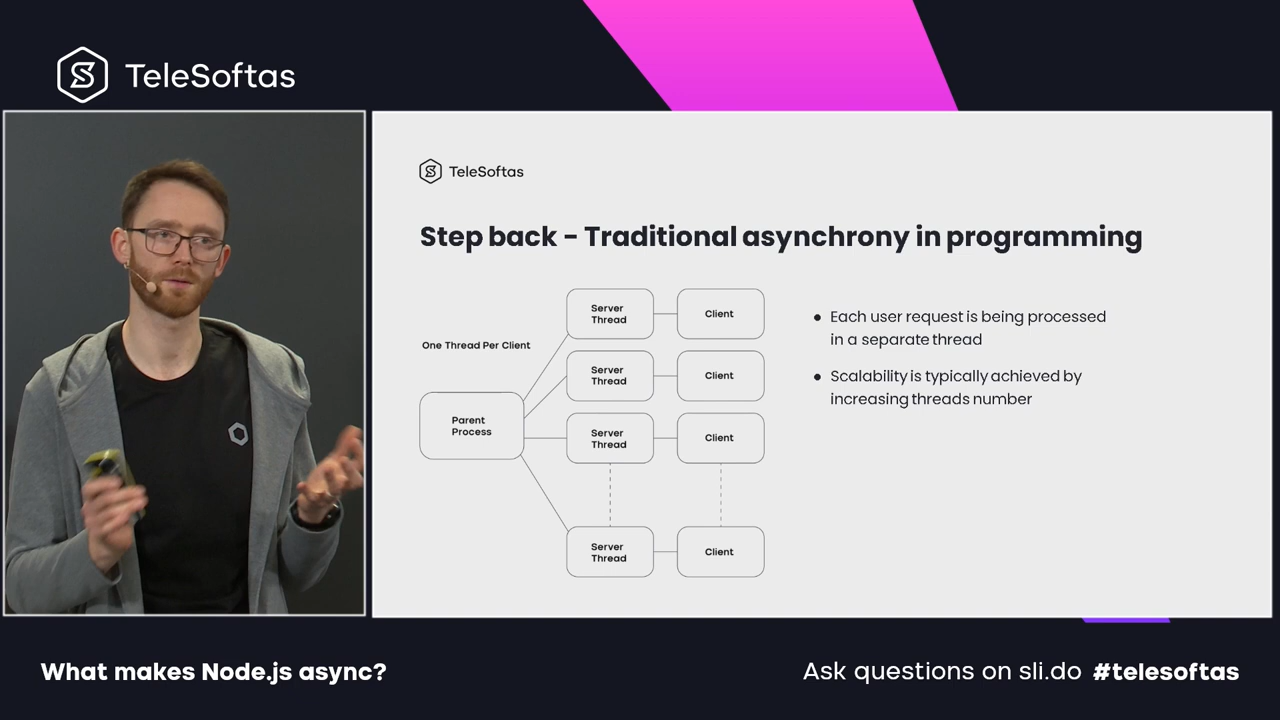 TeleSoftas
TeleSoftas
Step back – Traditional asynchrony in programming
One Thread Per Client
Parent
Process
Server
Thread
Client
Server
Thread
Client
Server
Thread
Client
Server
Thread
Client
Each user request is being processed
in a separate thread
Scalability is typically achieved by
increasing threads number
What makes Node.js async?
Ask questions on sli.do #telesoftas